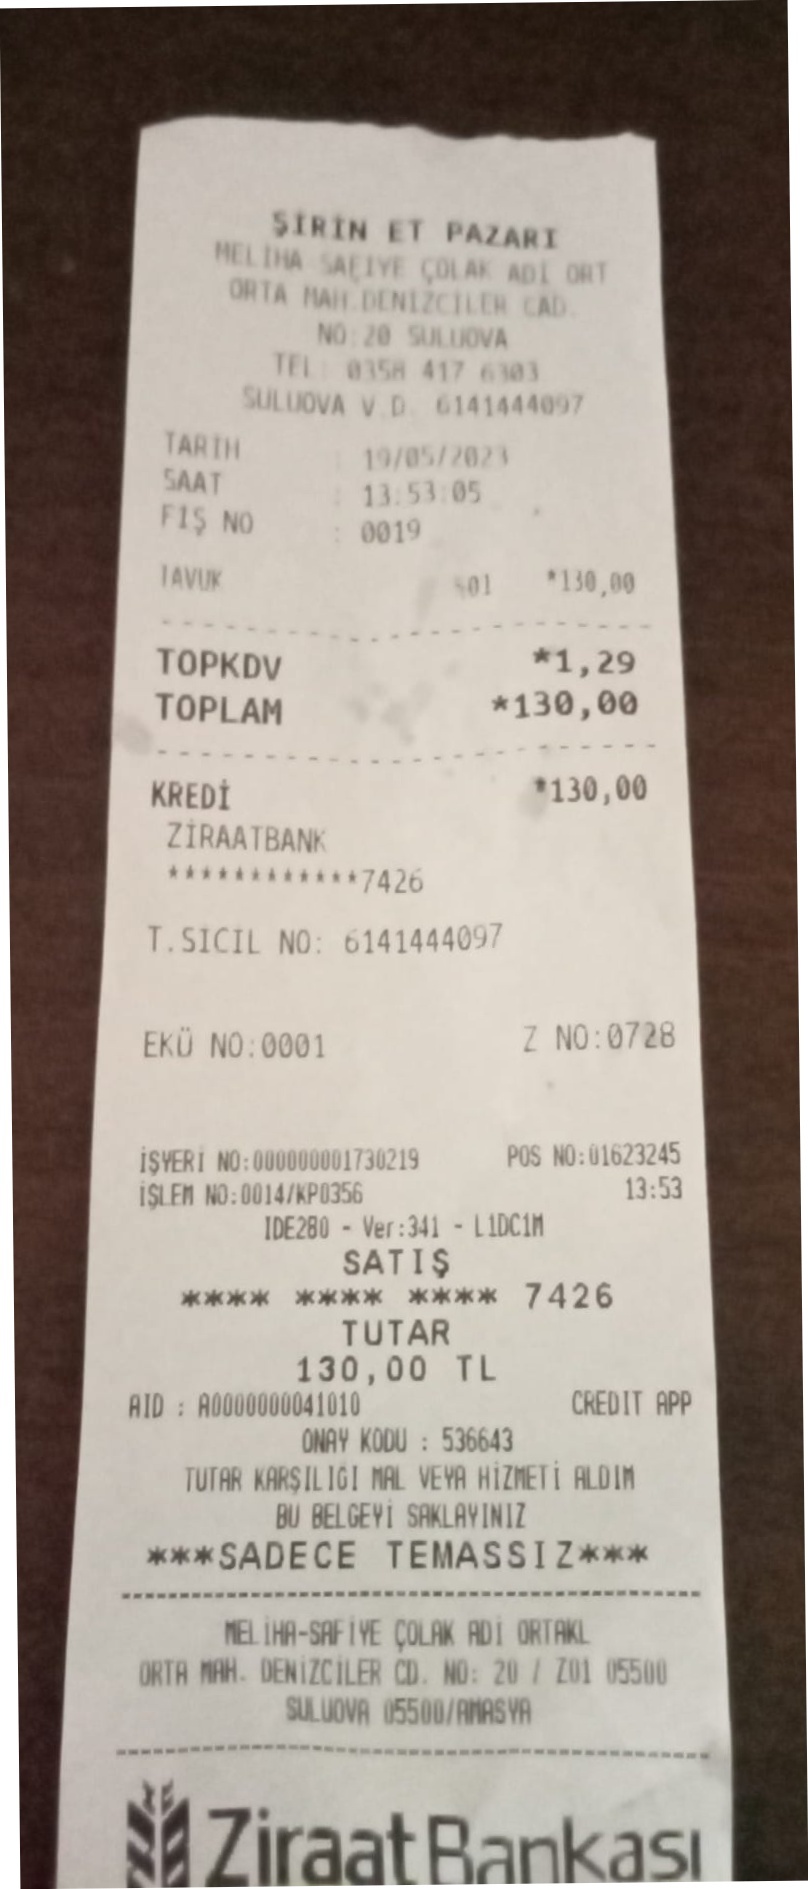 ŞİRİN ET PAZARI
MELİHA SAFİYE ÇOLAK ADİ ORT
ORTA MAH.DENİZCİLER CAD.
NO:20 SULUOVA
TEL: 0358 417 6303
SULUOVA V.D. 6141444097
TARİH : 19/05/2023
SAAT : 13:53:05
FİŞ NO : 0019
TAVUK %01 *130,00
TOPKDV *1,29
TOPLAM *130,00
KREDİ *130,00
ZİRAATBANK
************7426
T.SICIL NO: 6141444097
EKÜ NO:0001 Z NO:0728
İŞYERİ NO:000000001730219 POS NO:01623245
İŞLEM NO:0014/KP0356 13:53
IDE280 - Ver:341 - L1DC1M
SATIŞ
**** **** **** 7426
TUTAR
130,00 TL
AID : A0000000041010 CREDIT APP
ONAY KODU : 536643
TUTAR KARŞILIGI MAL VEYA HİZMETİ ALDIM
BU BELGEYİ SAKLAYINIZ
***SADECE TEMASSIZ***
MELİHA-SAFİYE ÇOLAK ADİ ORTAKL
ORTA MAH. DENİZCİLER CD. NO: 20 / Z01 05500
SULUOVA 05500/AMASYA
Ziraat Bankası